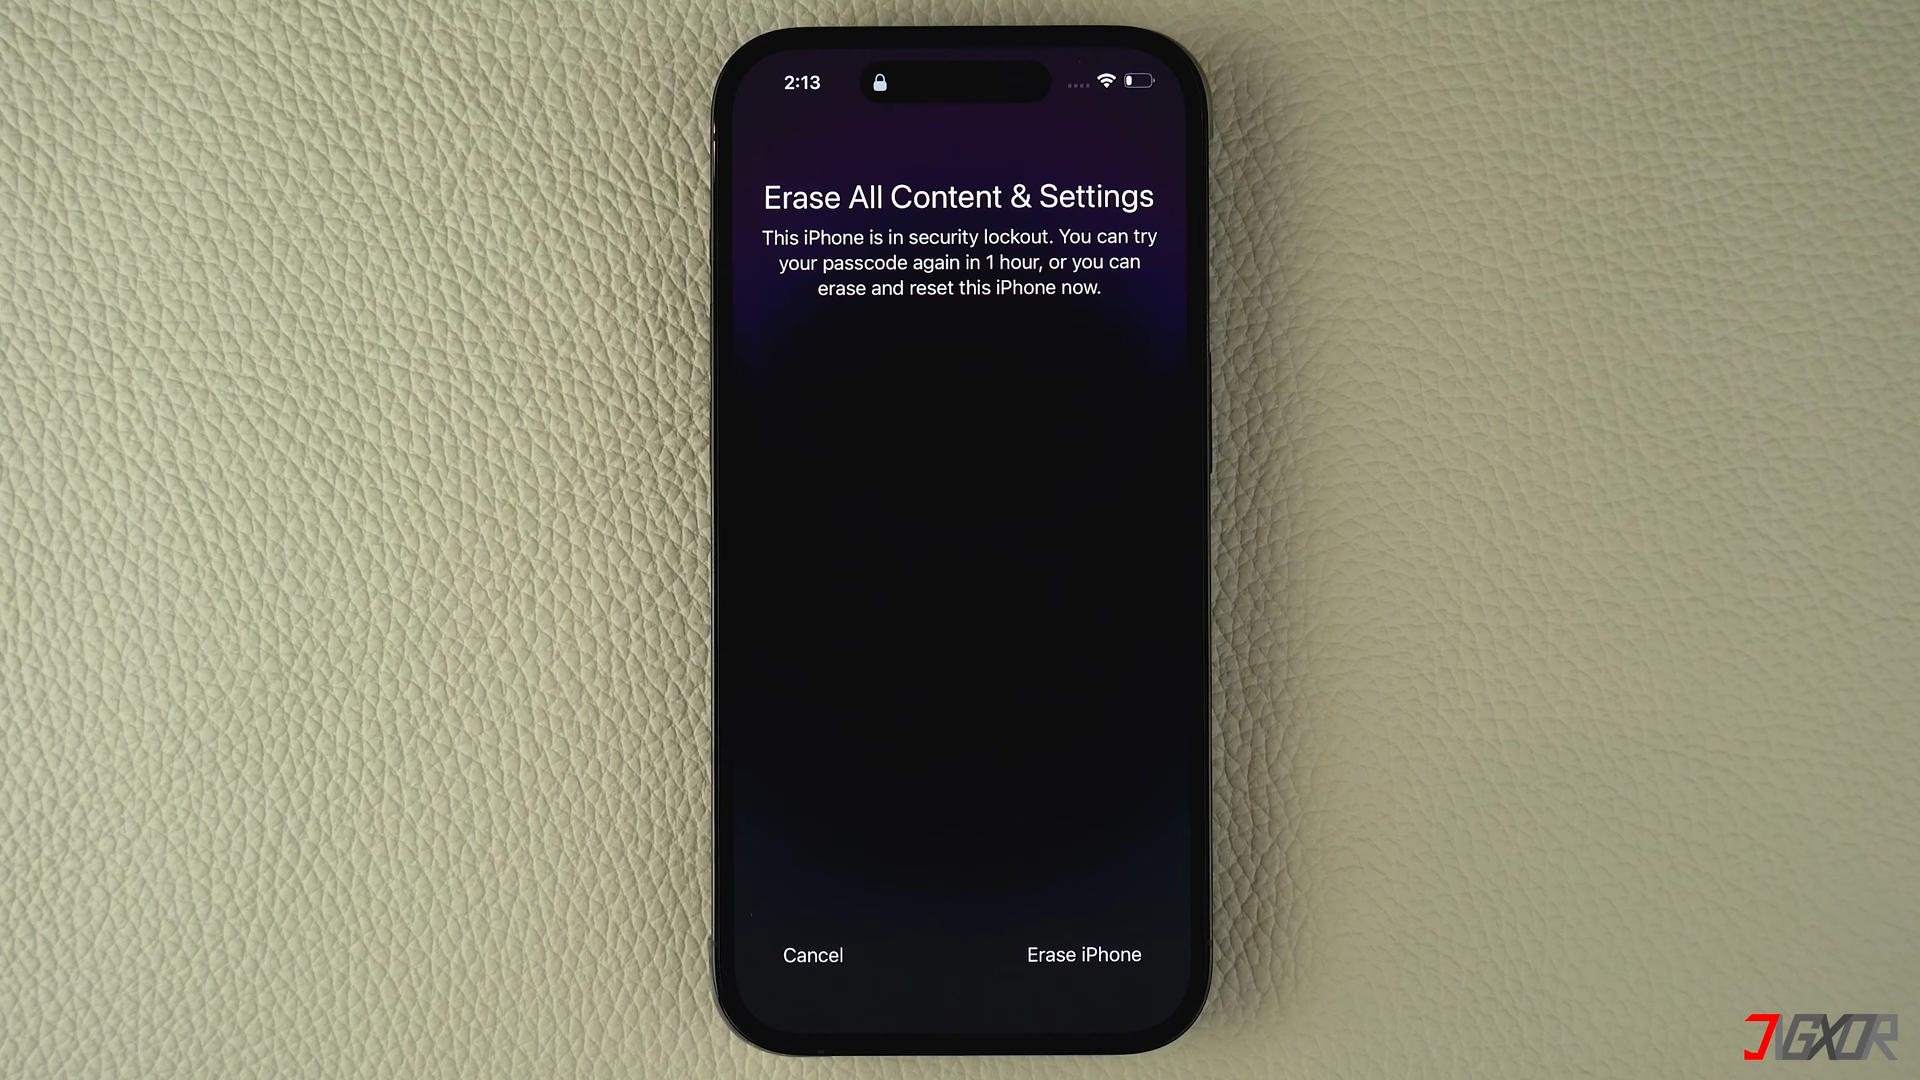 2:13
Erase All Content & Settings
This iPhone is in security lockout. You can try
your passcode again in 1 hour, or you can
erase and reset this iPhone now.
Cancel
Erase iPhone
JIGXOR